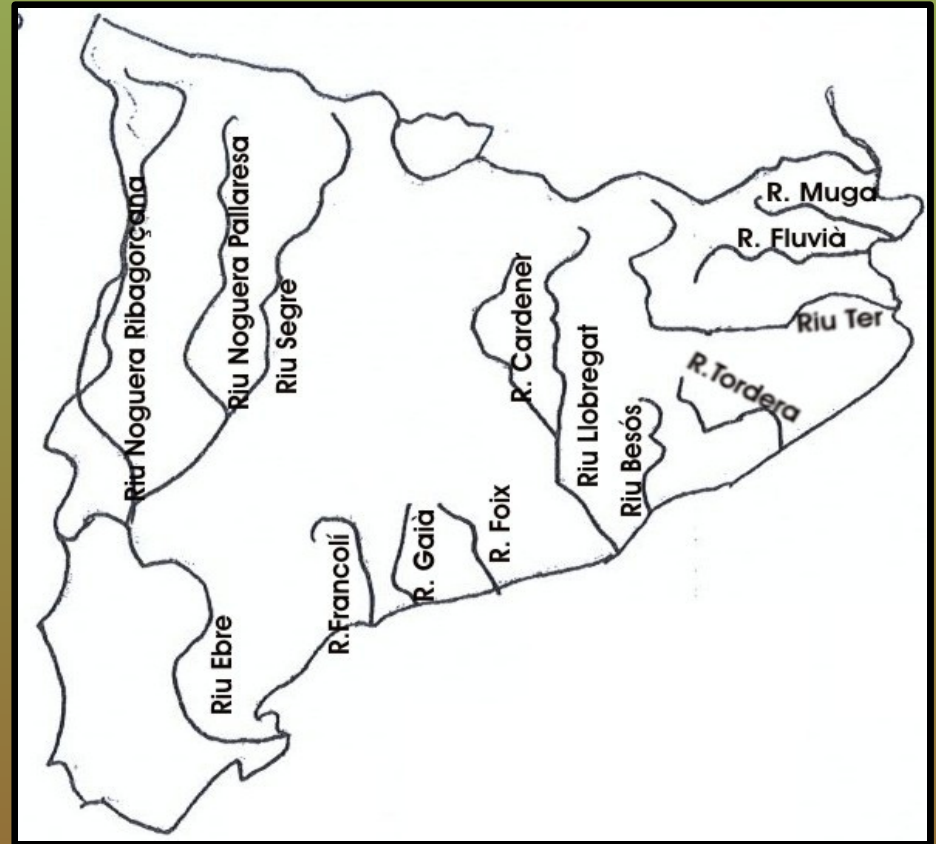 Riu Noguera Ribagorçana
Riu Noguera Pallaresa
Riu Segre
R. Cardener
Riu Llobregat
R. Muga
R. Fluvià
Riu Ter
R.Tordera
Riu Besós
R. Foix
R. Gaià
R.Francolí
Riu Ebre